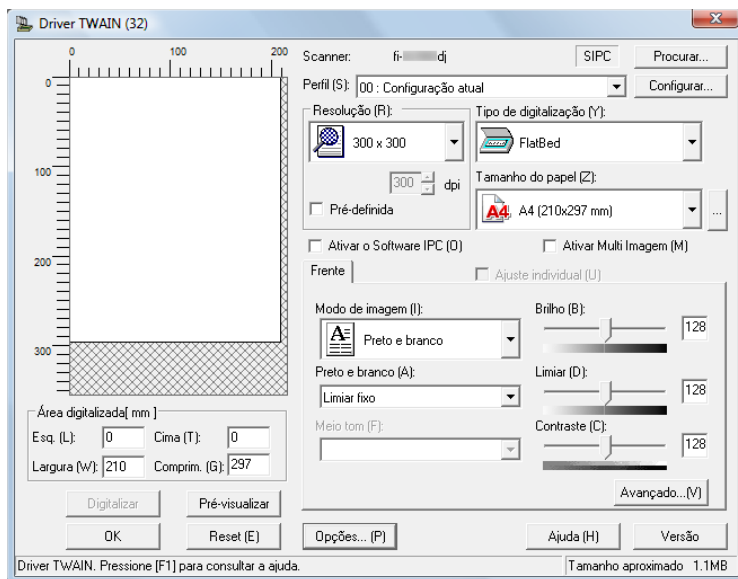 Driver TWAIN (32)
0 100 200
0
100
200
300
Scanner: fi- dj SIPC Procurar...
Perfil (S): 00 : Configuração atual Configurar...
Resolução (R):
300 x 300
300 dpi
Pré-definida
Tipo de digitalização (Y):
FlatBed
Tamanho do papel (Z):
A4 A4 (210x297 mm) ...
Ativar o Software IPC (O) Ativar Multi Imagem (M)
Frente Ajuste individual (U)
Modo de imagem (I):
A Preto e branco
Preto e branco (A):
Limiar fixo
Meio tom (F):
Brilho (B):
128
Limiar (D):
128
Contraste (C):
128
Avançado...(V)
Área digitalizada[ mm ]
Esq. (L): 0 Cima (T): 0
Largura (W): 210 Comprim. (G): 297
Digitalizar Pré-visualizar
OK Reset (E) Opções... (P) Ajuda (H) Versão
Driver TWAIN. Pressione [F1] para consultar a ajuda. Tamanho aproximado 1.1MB